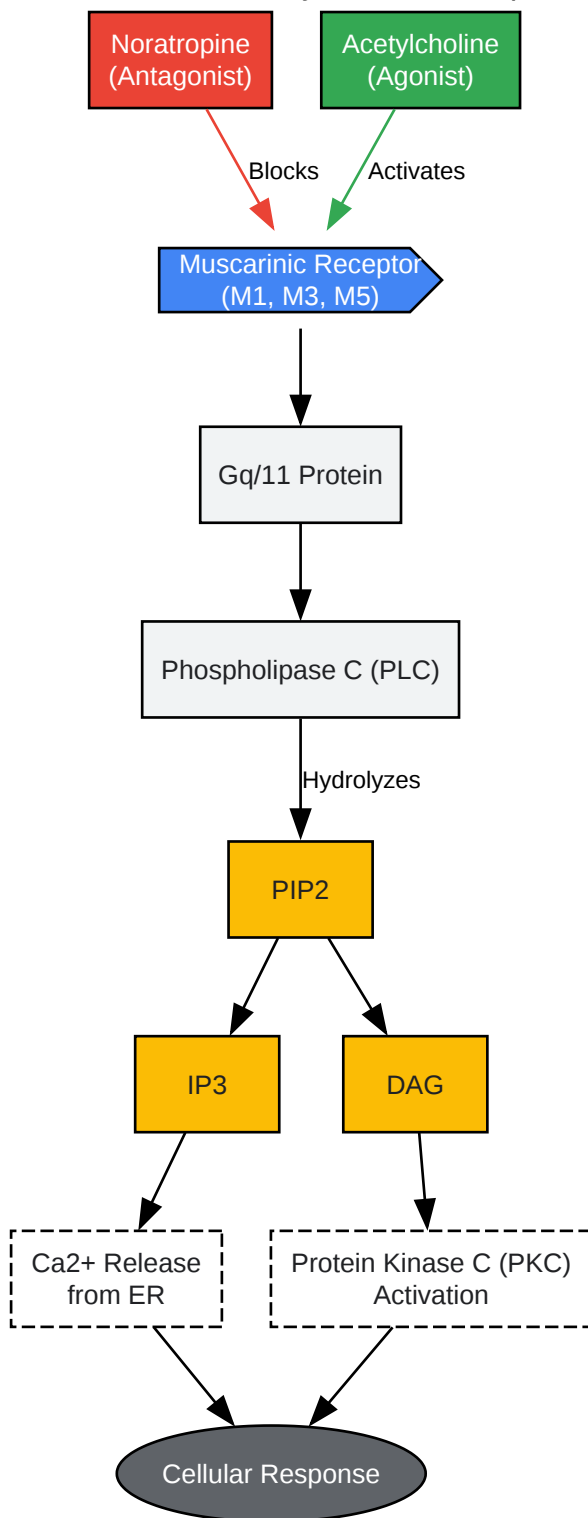 Noratropine
(Antagonist)
Acetylcholine
(Agonist)
Blocks
Activates
Muscarinic Receptor
(M1, M3, M5)
Gq/11 Protein
Phospholipase C (PLC)
Hydrolyzes
PIP2
IP3
DAG
Ca2+ Release
from ER
Protein Kinase C (PKC)
Activation
Cellular Response